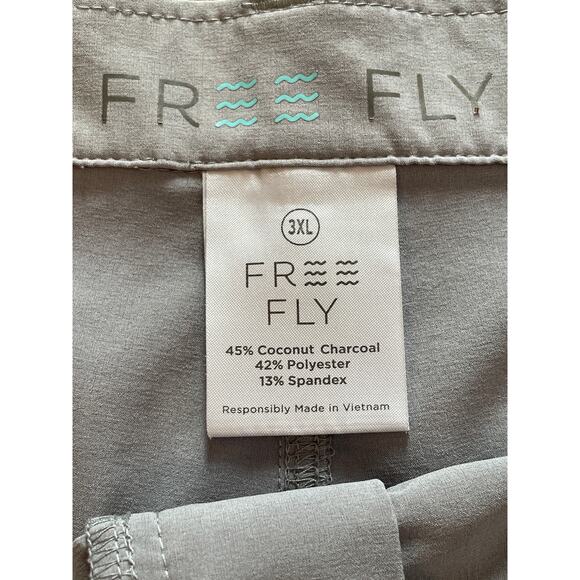 FREE FLY
3XL
FREE
FLY
45% Coconut Charcoal
42% Polyester
13% Spandex
Responsibly Made in Vietnam